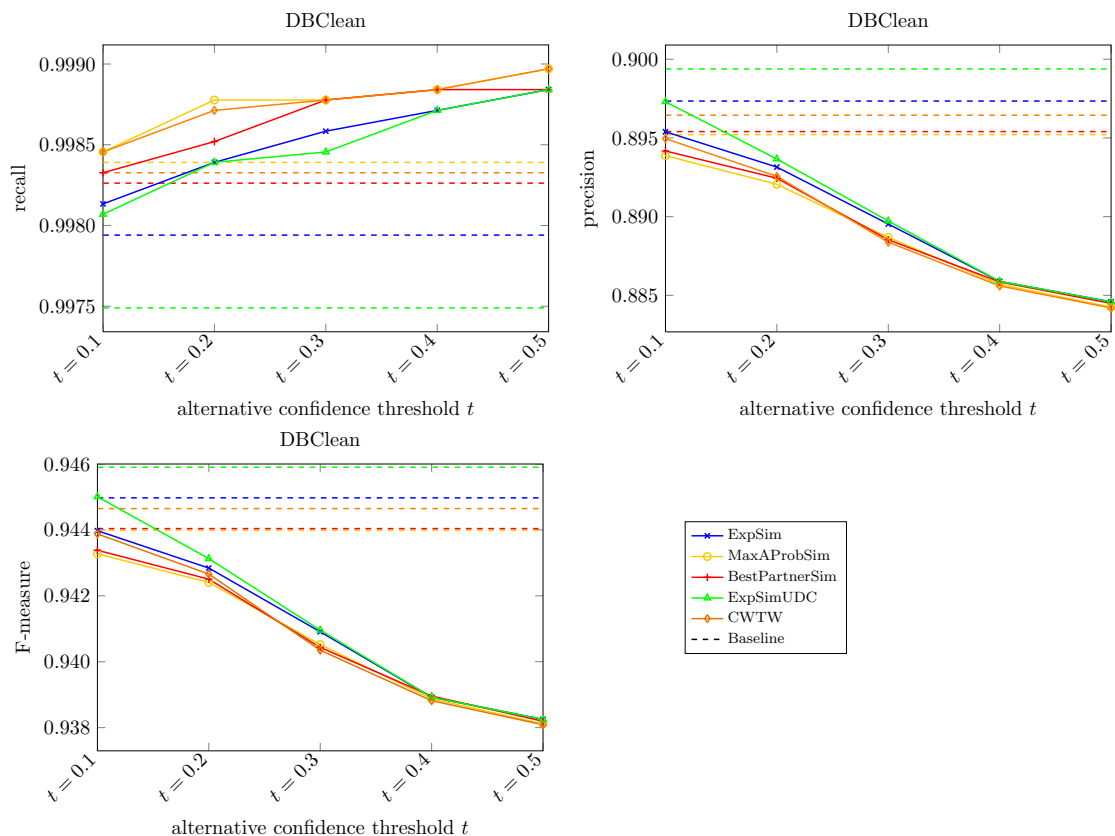 DBClean
0.9990
0.9985
0.9980
0.9975
recall
t = 0.1
t = 0.2
t = 0.3
t = 0.4
t = 0.5
alternative confidence threshold t
DBClean
0.900
0.895
0.890
0.885
precision
t = 0.1
t = 0.2
t = 0.3
t = 0.4
t = 0.5
alternative confidence threshold t
DBClean
0.946
0.944
0.942
0.940
0.938
F-measure
t = 0.1
t = 0.2
t = 0.3
t = 0.4
t = 0.5
alternative confidence threshold t
ExpSim
MaxAProbSim
BestPartnerSim
ExpSimUDC
CWTW
Baseline